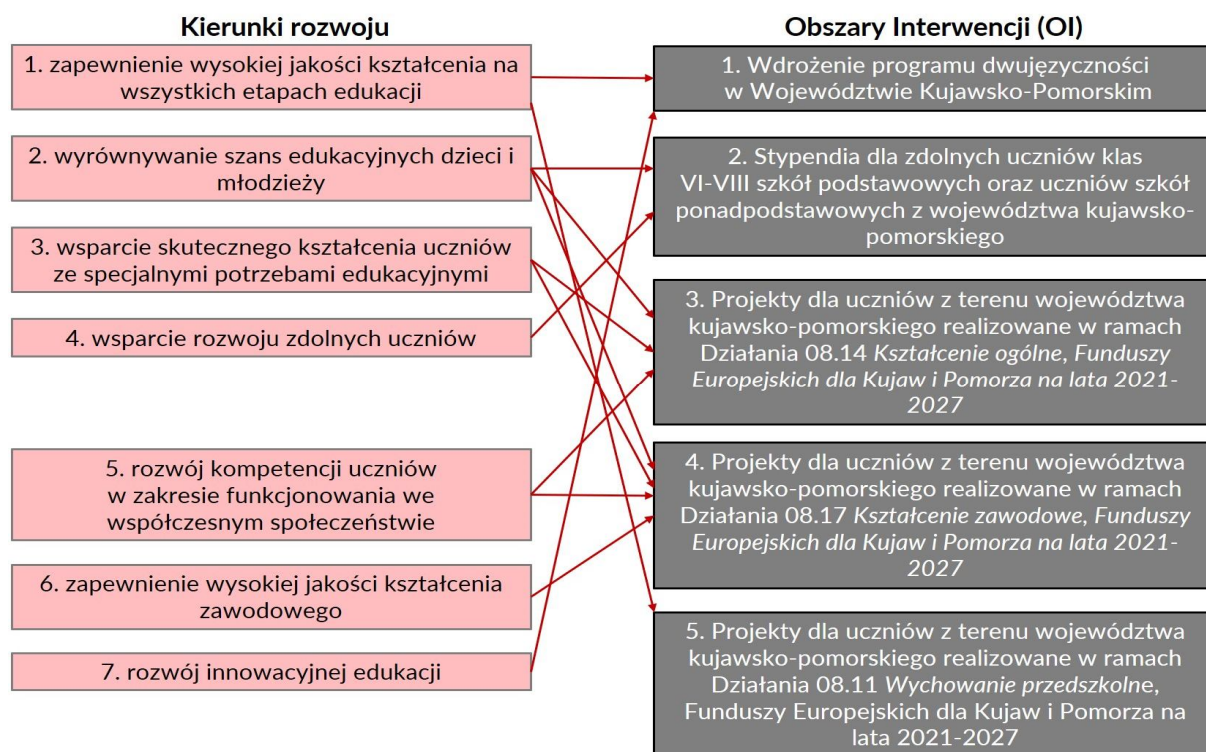 Kierunki rozwoju
1. zapewnienie wysokiej jakości kształcenia na
wszystkich etapach edukacji
2. wyrównywanie szans edukacyjnych dzieci i
młodzieży
3. wsparcie skutecznego kształcenia uczniów
ze specjalnymi potrzebami edukacyjnymi
4. wsparcie rozwoju zdolnych uczniów
5. rozwój kompetencji uczniów
w zakresie funkcjonowania we
współczesnym społeczeństwie
6. zapewnienie wysokiej jakości kształcenia
zawodowego
7. rozwój innowacyjnej edukacji
Obszary Interwencji (OI)
1. Wdrożenie programu dwujęzyczności
w Województwie Kujawsko-Pomorskim
2. Stypendia dla zdolnych uczniów klas
VI-VIII szkół podstawowych oraz uczniów szkół
ponadpodstawowych z województwa kujawsko-
pomorskiego
3. Projekty dla uczniów z terenu województwa
kujawsko-pomorskiego realizowane w ramach
Działania 08.14 Kształcenie ogólne, Funduszy
Europejskich dla Kujaw i Pomorza na lata 2021-
2027
4. Projekty dla uczniów z terenu województwa
kujawsko-pomorskiego realizowane w ramach
Działania 08.17 Kształcenie zawodowe, Funduszy
Europejskich dla Kujaw i Pomorza na lata 2021-
2027
5. Projekty dla uczniów z terenu województwa
kujawsko-pomorskiego realizowane w ramach
Działania 08.11 Wychowanie przedszkolne,
Funduszy Europejskich dla Kujaw i Pomorza na
lata 2021-2027